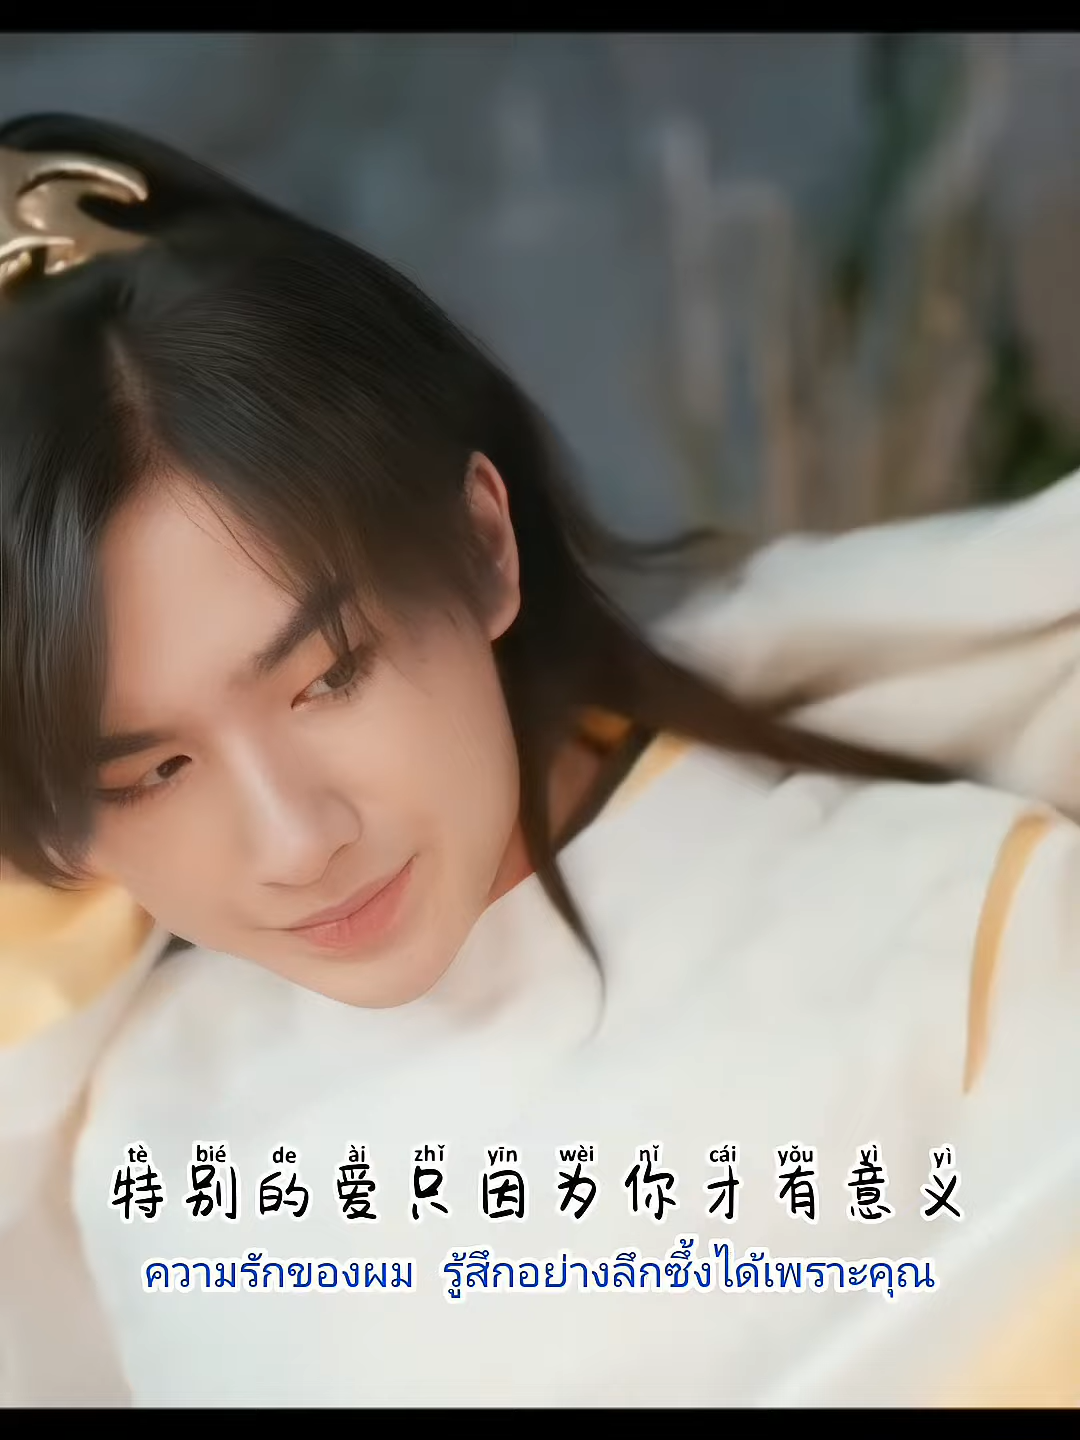 tè bié de ài zhǐ yīn wèi nǐ cái yǒu yì yì
特别的爱只因为你才有意义
ความรักของผม รู้สึกอย่างลึกซึ้งได้เพราะคุณ